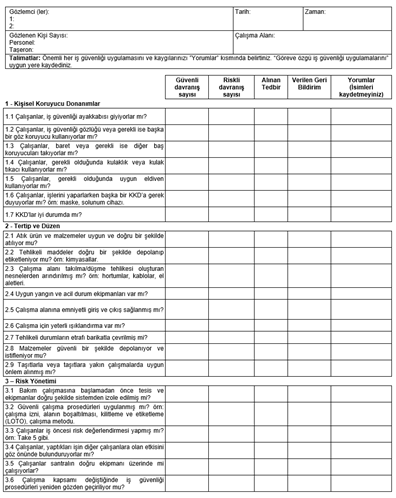 Gözlemci (ler):
1:
2:
Tarih:
Zaman:
Gözlenen Kişi Sayısı:
Personel:
Taşeron:
Çalışma Alanı:
Talimatlar: Önemli her iş güvenliği uygulamasını ve kaygılarınızı "Yorumlar" kısmında belirtiniz. "Göreve özgü iş güvenliği uygulamalarını"
uygun yere kaydediniz.
Güvenli
davranış
sayısı
Riskli
davranış
sayısı
Alınan
Tedbir
Verilen Geri
Bildirim
Yorumlar
(İsimleri
kaydetmeyiniz)
1 - Kişisel Koruyucu Donanımlar
1.1 Çalışanlar, iş güvenliği ayakkabısı giyiyorlar mı?
1.2 Çalışanlar, iş güvenliği gözlüğü veya gerekli ise başka
bir göz koruyucu kullanıyorlar mı?
1.3 Çalışanlar, baret veya gerekli ise diğer baş
koruyucuları takıyorlar mı?
1.4 Çalışanlar, gerekli olduğunda kulaklık veya kulak
tıkacı kullanıyorlar mı?
1.5 Çalışanlar, gerekli olduğunda uygun eldiven
kullanıyorlar mı?
1.6 Çalışanlar, işlerini yaparlarken başka bir KKD'a gerek
duyuyorlar mı? örn: maske, solunum cihazı.
1.7 KKD'lar iyi durumda mı?
2 - Tertip ve Düzen
2.1 Atık ürün ve malzemeler uygun ve doğru bir şekilde
atılıyor mu?
2.2 Tehlikeli maddeler doğru bir şekilde depolanıp
etiketleniyor mu? örn: kimyasallar.
2.3 Çalışma alanı takılma/düşme tehlikesi oluşturan
nesnelerden arındırılmış mı? örn: hortumlar, kablolar, el
aletleri.
2.4 Uygun yangın ve acil durum ekipmanları var mı?
2.5 Çalışma alanına emniyetli giriş ve çıkış sağlanmış mı?
2.6 Çalışma için yeterli ışıklandırma var mı?
2.7 Tehlikeli durumların etrafı barikatla çevrilmiş mi?
2.8 Malzemeler güvenli bir şekilde depolanıyor ve
istifleniyor mu?
2.9 Taşıtlarla veya taşıtlara yakın çalışmalarda uygun
önlem alınmış mı?
3 – Risk Yönetimi
3.1 Bakım çalışmasına başlamadan önce tesis ve
ekipmanlar doğru şekilde sistemden izole edilmiş mi?
3.2 Güvenli çalışma prosedürleri uygulanmış mı? örn:
çalışma izni, alanın boşaltılması, kilitleme ve etiketleme
(LOTO), çalışma metodu.
3.3 Çalışanlar iş öncesi risk değerlendirmesi yapmış mı?
örn: Take 5 gibi.
3.4 Çalışanlar, yaptıkları işin diğer çalışanlara olan etkisini
göz önünde bulunduruyorlar mı?
3.5 Çalışanlar santralın doğru ekipmanı üzerinde mi
çalışıyorlar?
3.6 Çalışma kapsamı değiştiğinde iş güvenliği
prosedürleri yeniden gözden geçiriliyor mu?